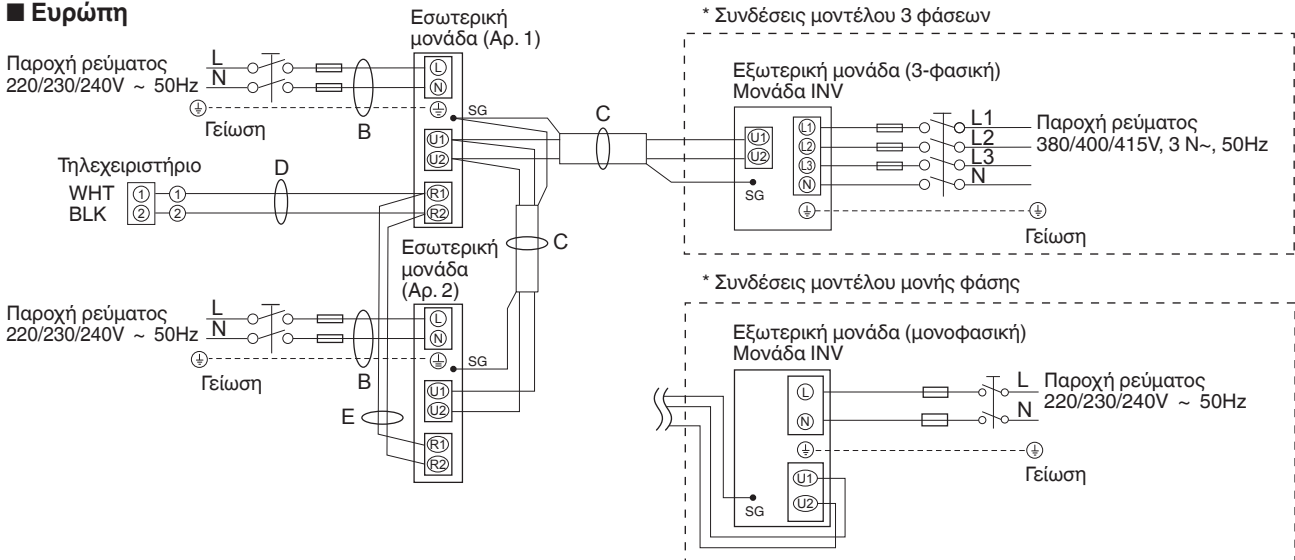 ■ Ευρώπη
Παροχή ρεύματος
220/230/240V ~ 50Hz
L
N
Γείωση
B
Εσωτερική
μονάδα (Αρ. 1)
L
N
SG
U1
U2
R1
R2
Τηλεχειριστήριο
WHT
BLK
1
2
1
2
D
C
C
Εσωτερική
μονάδα
(Αρ. 2)
Παροχή ρεύματος
220/230/240V ~ 50Hz
L
N
Γείωση
B
E
L
N
SG
U1
U2
R1
R2
* Συνδέσεις μοντέλου 3 φάσεων
Εξωτερική μονάδα (3-φασική)
Μονάδα INV
U1
U2
SG
L1
L2
L3
N
L1
L2
L3
N
Παροχή ρεύματος
380/400/415V, 3 N~, 50Hz
Γείωση
* Συνδέσεις μοντέλου μονής φάσης
Εξωτερική μονάδα (μονοφασική)
Μονάδα INV
L
N
U1
U2
SG
L
N
Παροχή ρεύματος
220/230/240V ~ 50Hz
Γείωση